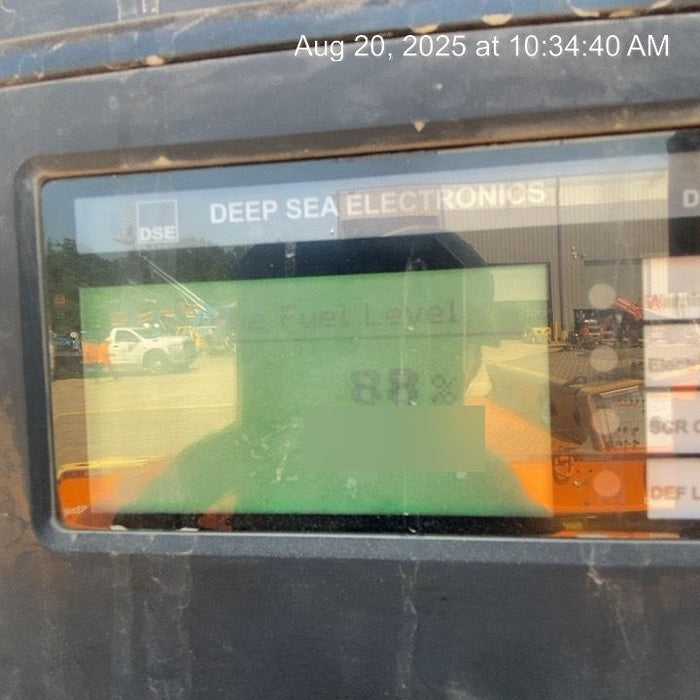 Aug 20, 2025 at 10:34:40 AM
DEEP SEA ELECTRONICS
DSE
Fuel Level
88%
SCR
DEF